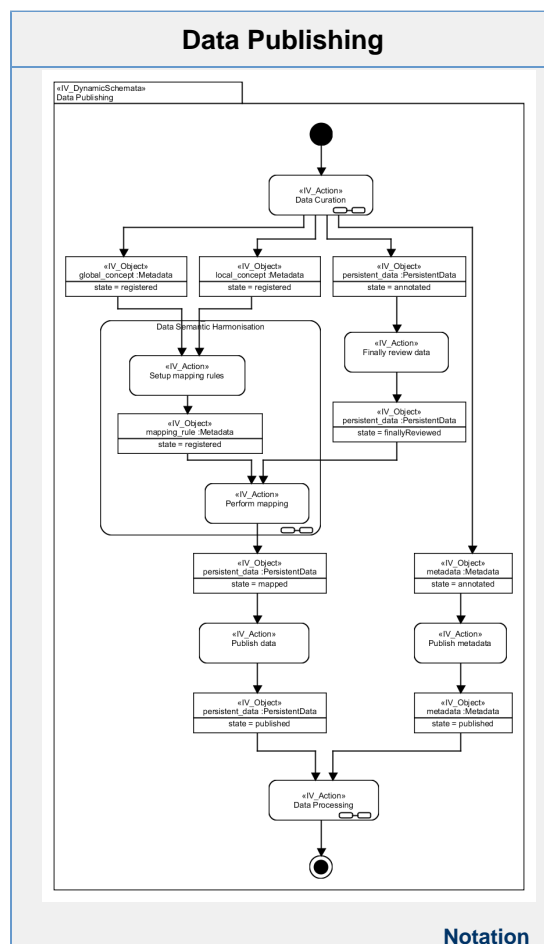 Data Publishing
«IV_DynamicSchemata»
Data Publishing
«IV_Action»
Data Curation
«IV_Object»
global_concept :Metadata
state = registered
«IV_Object»
local_concept :Metadata
state = registered
«IV_Object»
persistent_data :PersistentData
state = annotated
Data Semantic Harmonisation
«IV_Action»
Setup mapping rules
«IV_Action»
Finally review data
«IV_Object»
mapping_rule :Metadata
state = registered
«IV_Object»
persistent_data :PersistentData
state = finallyReviewed
«IV_Action»
Perform mapping
«IV_Object»
persistent_data :PersistentData
state = mapped
«IV_Object»
metadata :Metadata
state = annotated
«IV_Action»
Publish data
«IV_Action»
Publish metadata
«IV_Object»
persistent_data :PersistentData
state = published
«IV_Object»
metadata :Metadata
state = published
«IV_Action»
Data Processing
Notation